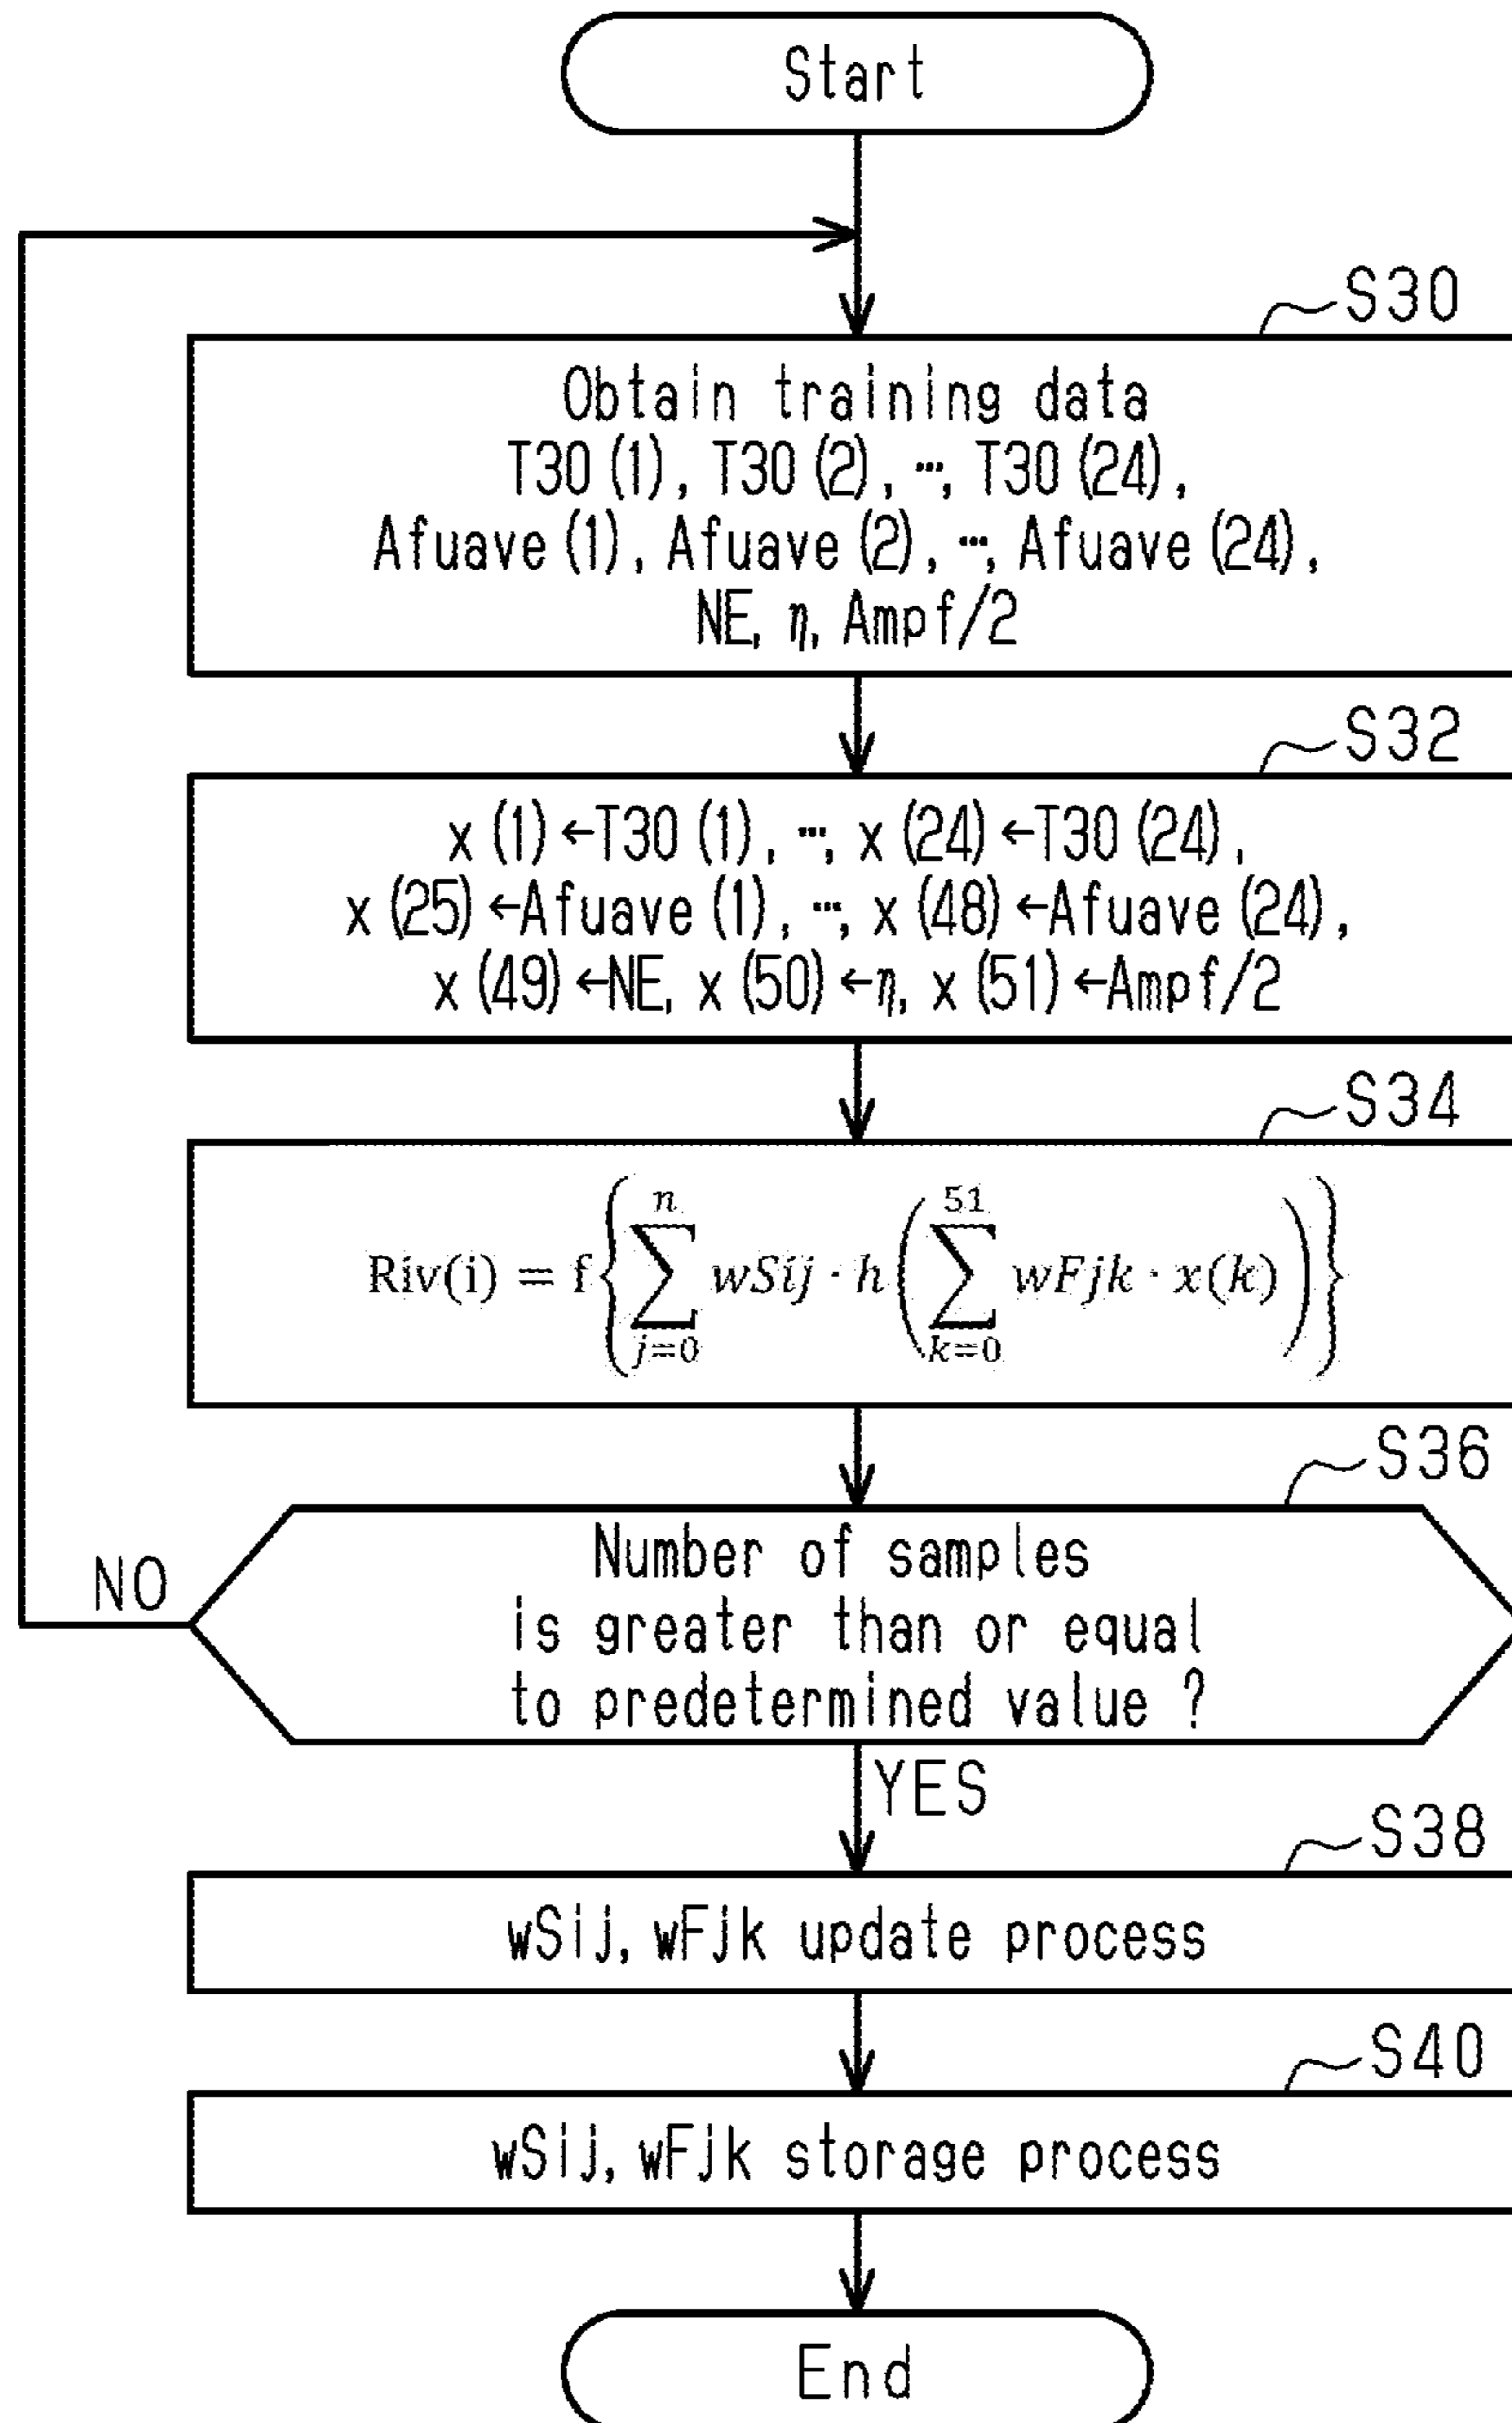 Start
S30
Obtain training data
T30 (1), T30 (2), …, T30 (24),
Afuave (1), Afuave (2), …, Afuave (24),
NE, η, Ampf/2
S32
x (1) ←T30 (1), …, x (24) ←T30 (24),
x (25) ←Afuave (1), …, x (48) ←Afuave (24),
x (49) ←NE, x (50) ←η, x (51) ←Ampf/2
S34
Riv(i) = f{∑_{j=0}^{n} wSij · h(∑_{k=0}^{51} wFjk · x(k))}
S36
Number of samples
is greater than or equal
to predetermined value ?
NO
YES
S38
wSij, wFjk update process
S40
wSij, wFjk storage process
End